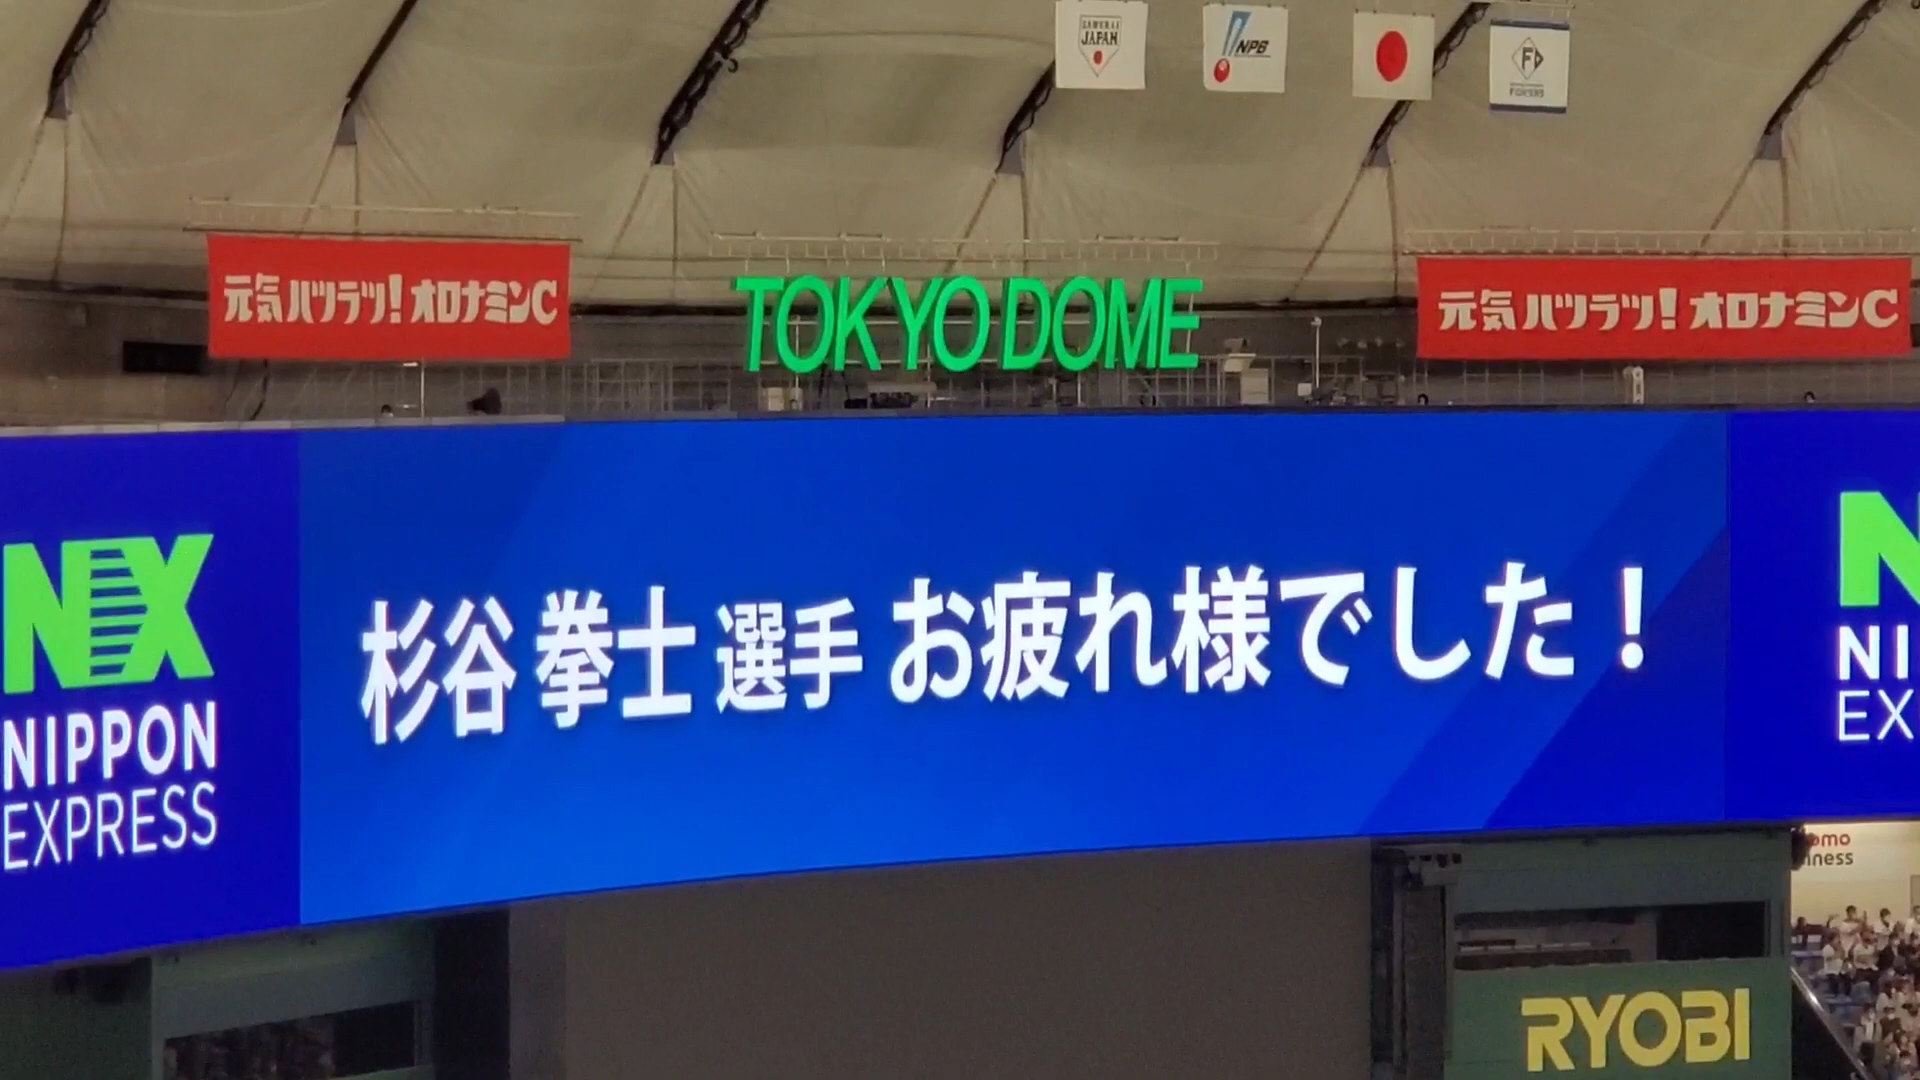 SAMURAI
JAPAN
NPB
FIGHTERS
元気ハツラツ！オロナミンC
TOKYO DOME
元気ハツラツ！オロナミンC
NX
NIPPON
EXPRESS
杉谷 拳士 選手 お疲れ様でした！
N
NI
EX
omo
iness
RYOBI